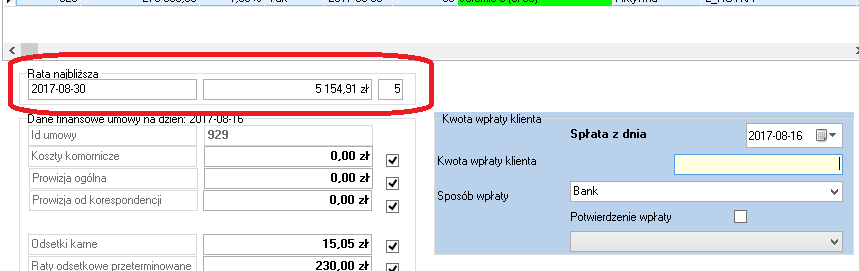 Rata najbliższa
2017-08-30 5 154,91 zł 5
Dane finansowe umowy na dzień: 2017-08-16
Id umowy 929
Koszty komornicze 0,00 zł
Prowizja ogólna 0,00 zł
Prowizja od korespondencji 0,00 zł
Odsetki karne 15,05 zł
Raty odsetkowe przeterminowane 230,00 zł
Kwota wpłaty klienta
Spłata z dnia 2017-08-16
Kwota wpłaty klienta
Sposób wpłaty Bank
Potwierdzenie wpłaty